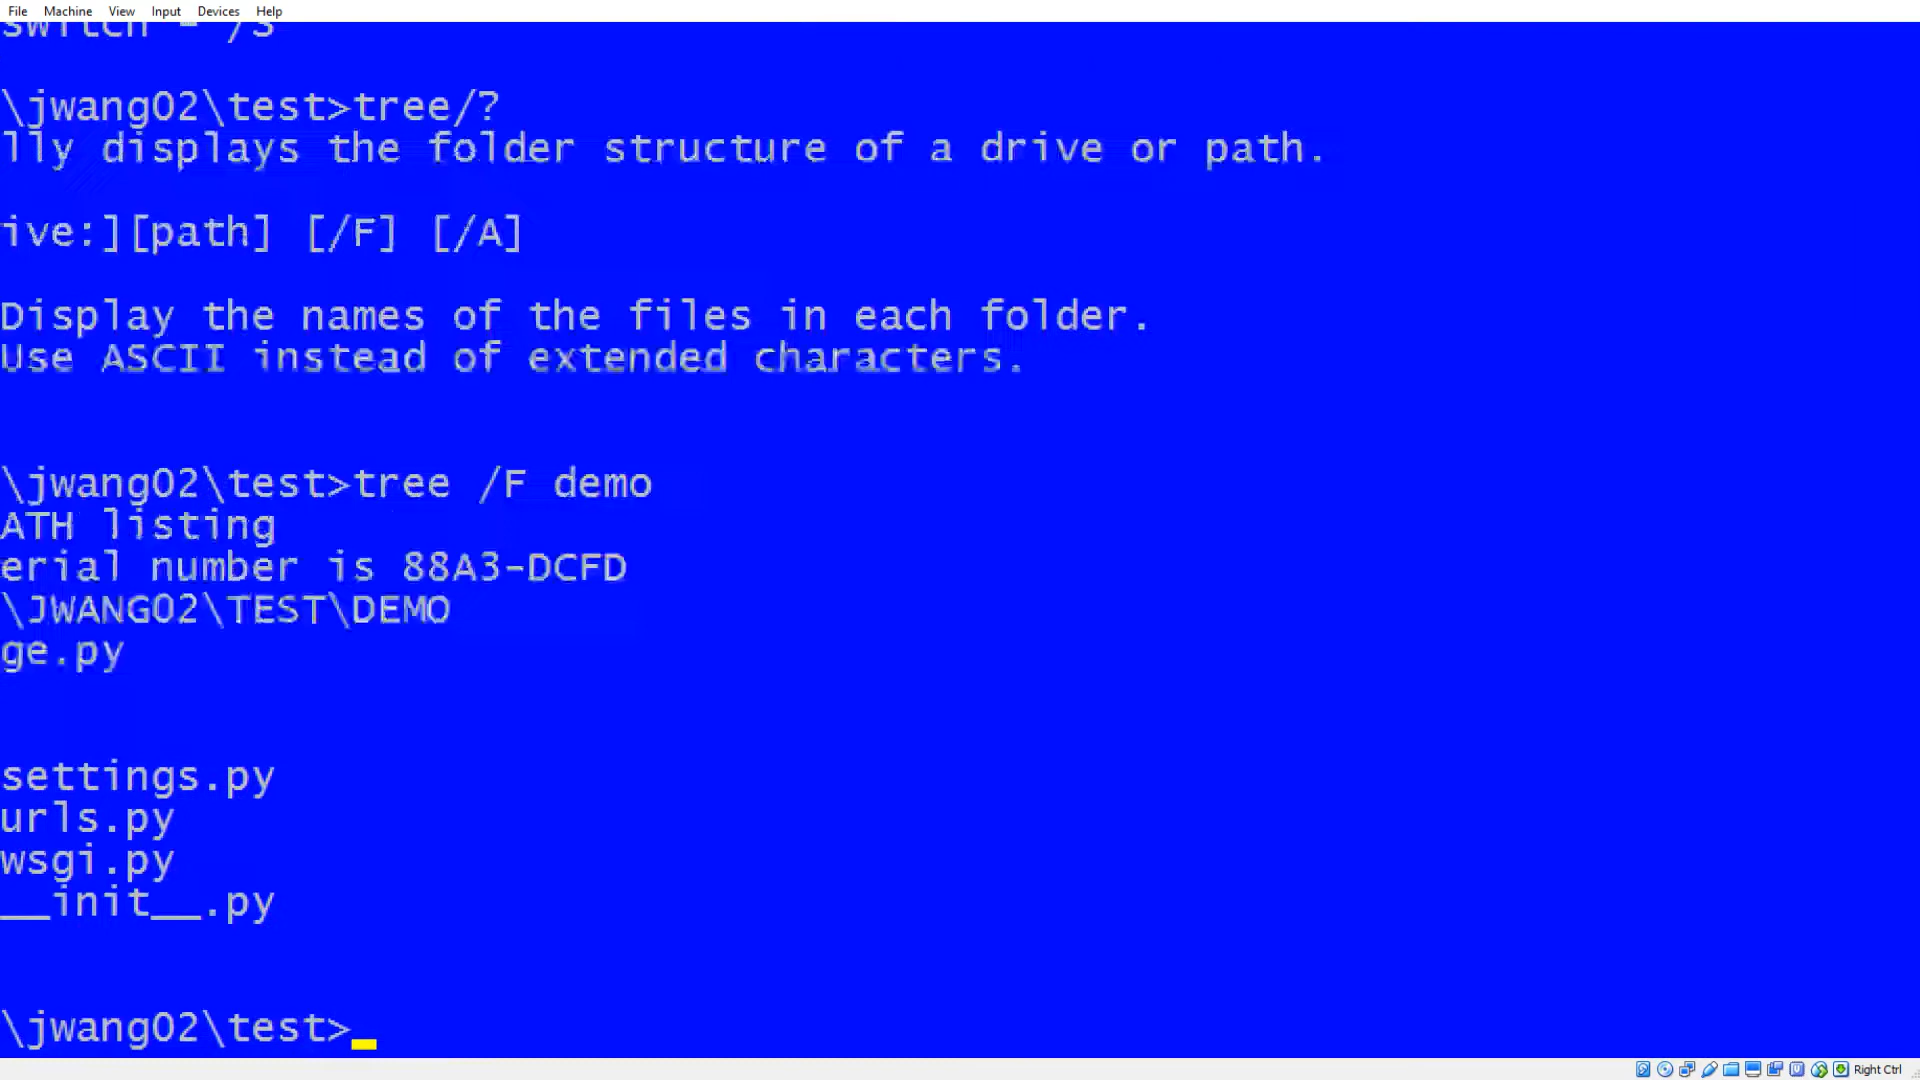 File Machine View Input Devices Help
switch - /S
\jwang02\test>tree/?
lly displays the folder structure of a drive or path.
ive:][path] [/F] [/A]
Display the names of the files in each folder.
Use ASCII instead of extended characters.
\jwang02\test>tree /F demo
ATH listing
erial number is 88A3-DCFD
\JWANG02\TEST\DEMO
ge.py
settings.py
urls.py
wsgi.py
__init__.py
\jwang02\test>
Right Ctrl